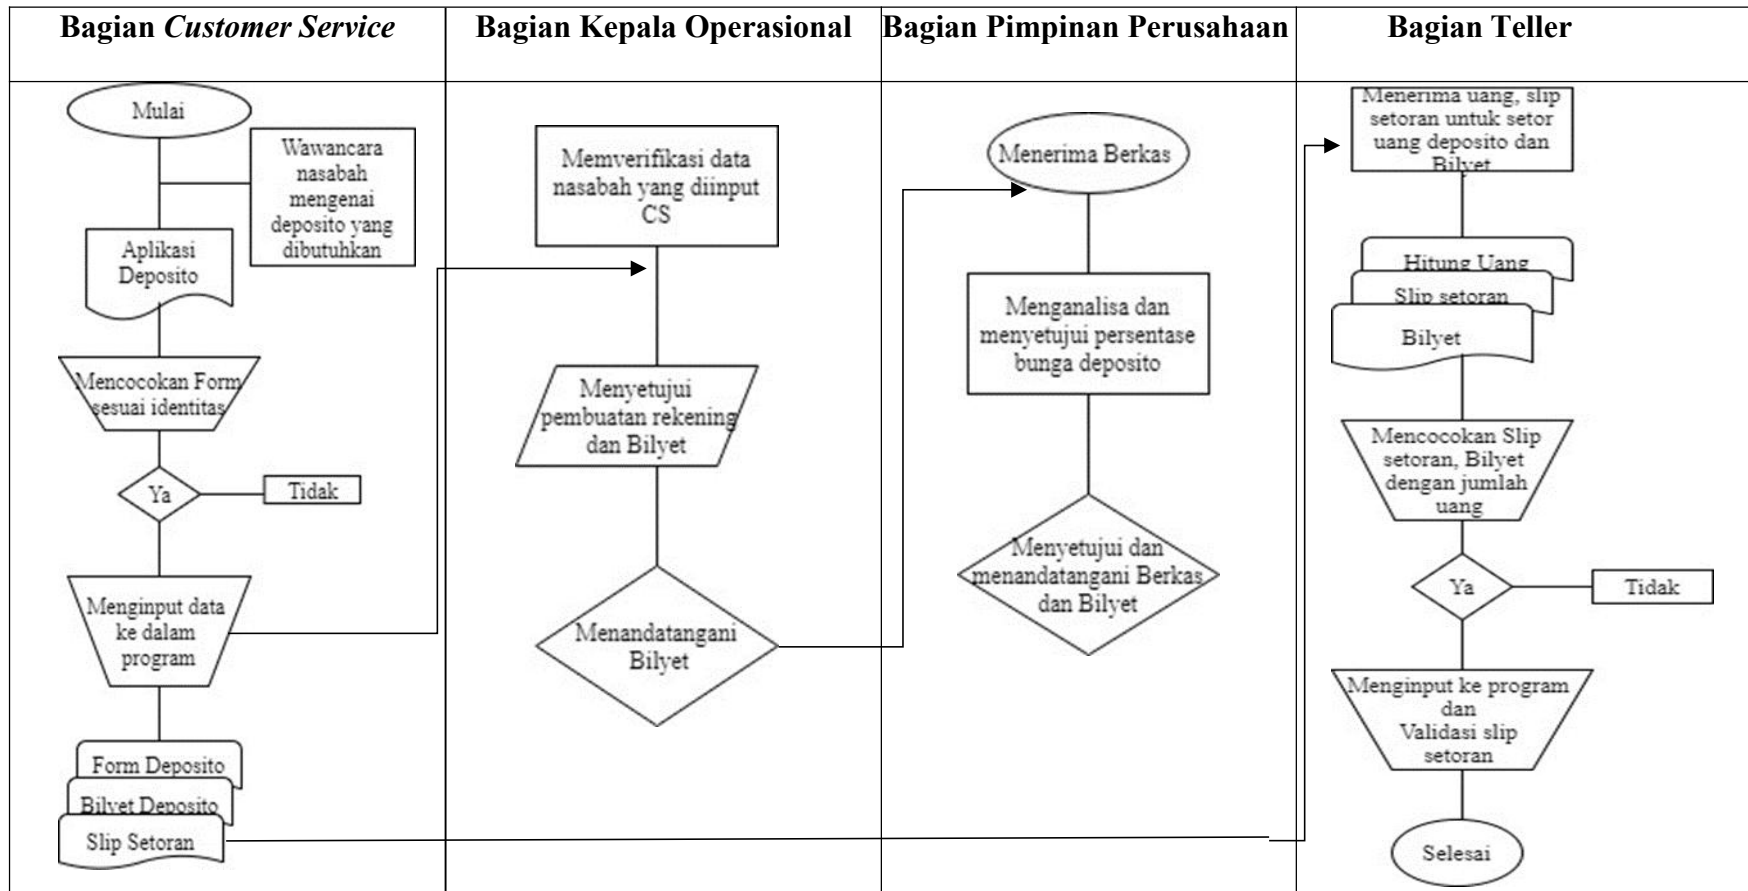 Bagian Customer Service
Bagian Kepala Operasional
Bagian Pimpinan Perusahaan
Bagian Teller
Mulai
Wawancara
nasabah
mengenai
deposito yang
dibutuhkan
Aplikasi
Deposito
Mencocokan Form
sesuai identitas
Ya
Tidak
Menginput data
ke dalam
program
Form Deposito
Bilyet Deposito
Slip Setoran
Memverifikasi data
nasabah yang diinput
CS
Menyetujui
pembuatan rekening
dan Bilyet
Menandatangani
Bilyet
Menerima Berkas
Menganalisa dan
menyetujui persentase
bunga deposito
Menyetujui dan
menandatangani Berkas
dan Bilyet
Menerima uang, slip
setoran untuk setor
uang deposito dan
Bilyet
Hitung Uang
Slip setoran
Bilyet
Mencocokan Slip
setoran, Bilyet
dengan jumlah
uang
Ya
Tidak
Menginput ke program
dan
Validasi slip
setoran
Selesai